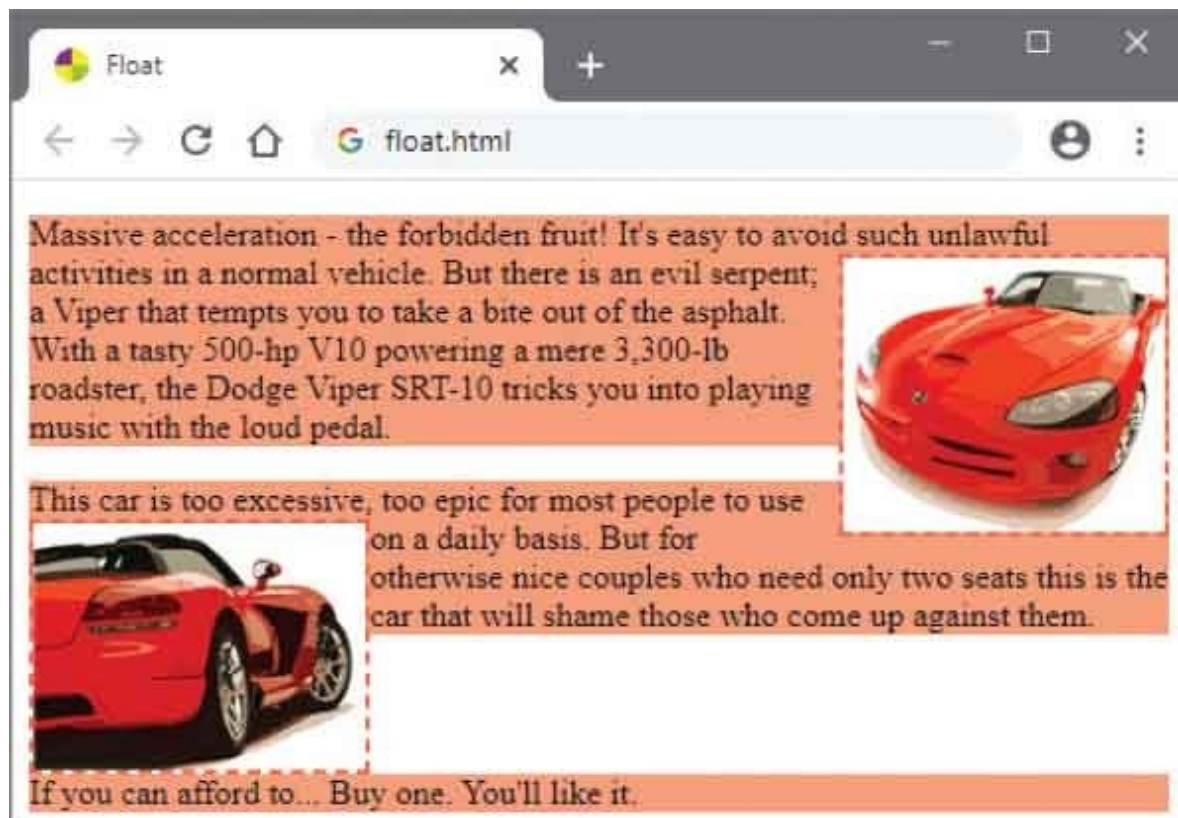 Float
float.html
Massive acceleration - the forbidden fruit! It's easy to avoid such unlawful
activities in a normal vehicle. But there is an evil serpent;
a Viper that tempts you to take a bite out of the asphalt.
With a tasty 500-hp V10 powering a mere 3,300-lb
roadster, the Dodge Viper SRT-10 tricks you into playing
music with the loud pedal.
This car is too excessive, too epic for most people to use
on a daily basis. But for
otherwise nice couples who need only two seats this is the
car that will shame those who come up against them.
If you can afford to... Buy one. You'll like it.